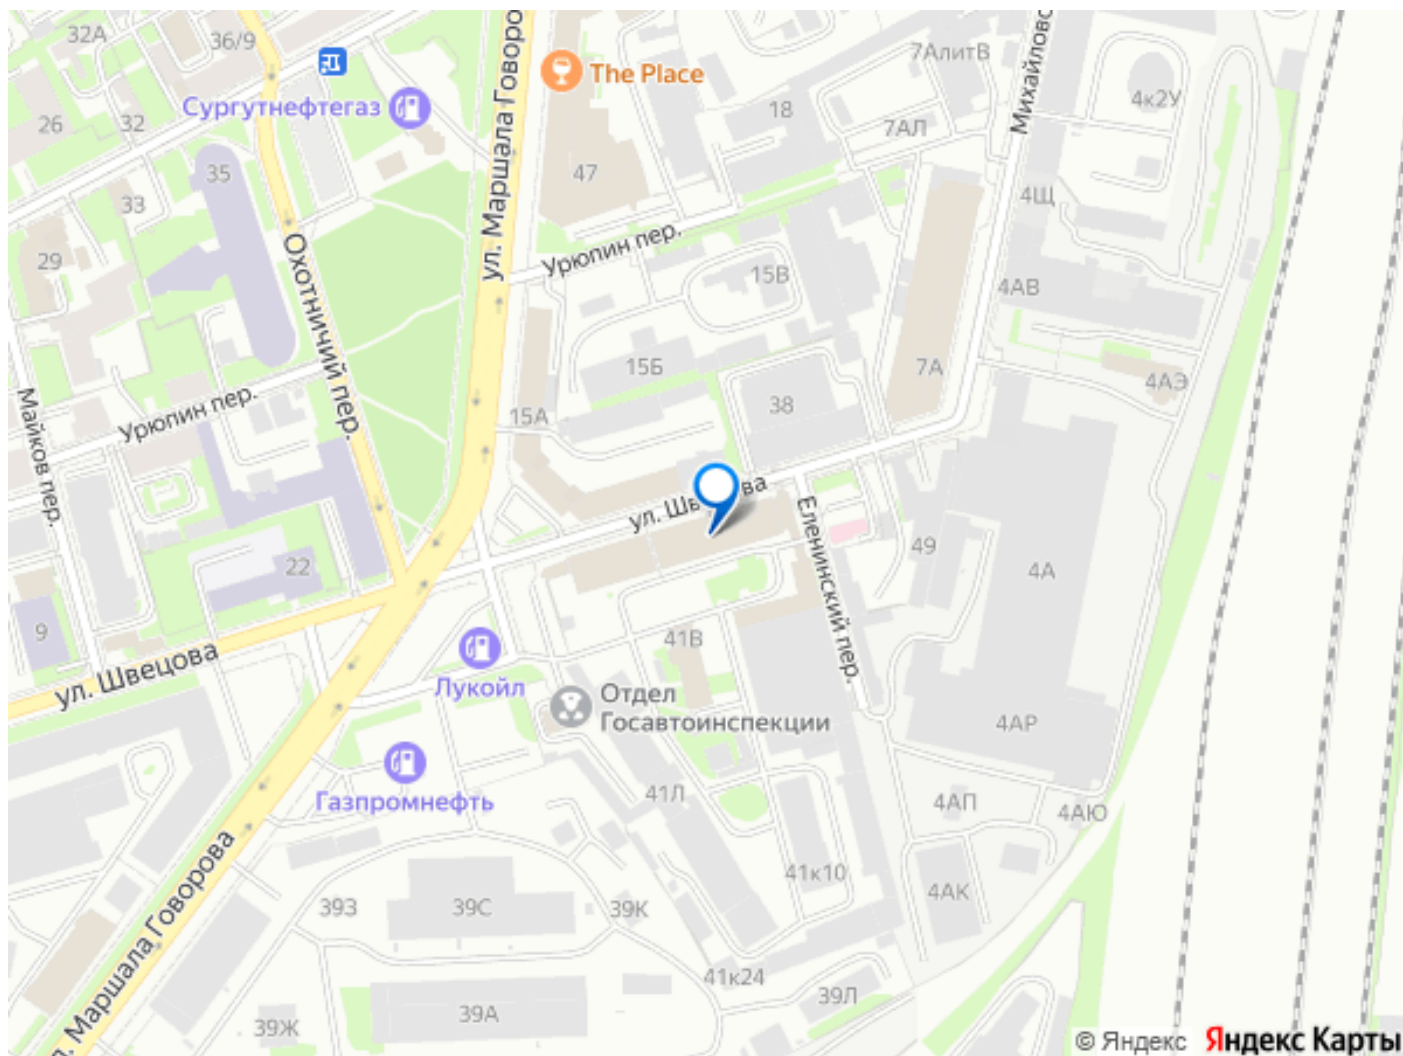 32А
36/9
ул. Маршала Говоро
The Place
7АлитВ
Михайловс
4к2У
Сургутнефтегаз
26
32
18
7АЛ
35
47
33
4Щ
Урюпин пер.
29
Охотничий пер.
15В
4АВ
15Б
7А
4АЭ
Майков пер.
Урюпин пер.
15А
38
ул. Шв
ва
Еленинский пер.
49
22
4А
9
ул. Швецова
41В
Лукойл
Отдел
Госавтоинспекции
4АР
Газпромнефть
41Л
4АП
4АЮ
41к10
4АК
39З
39С
39К
ул. Маршала Говорова
41к24
39Л
39Ж
39А
© Яндекс Яндекс Карты